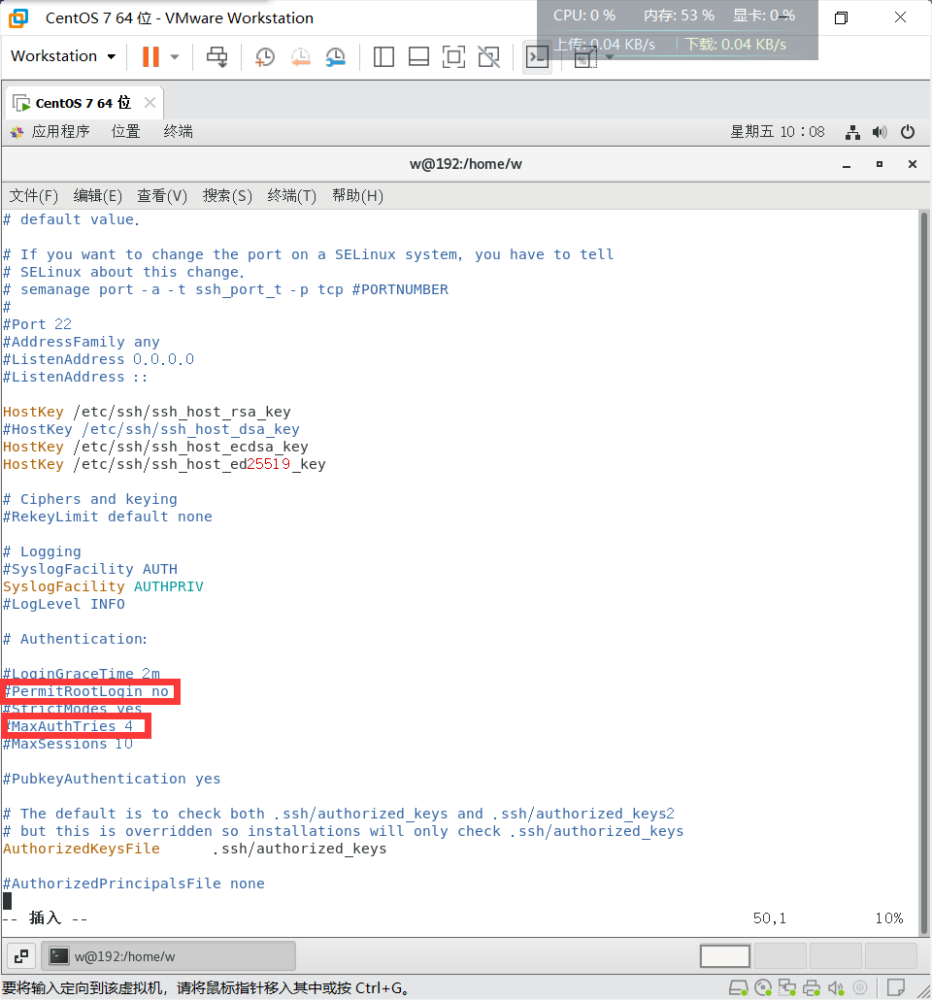 CentOS 7 64 位 - VMware Workstation
CPU: 0 % 内存: 53 % 显卡: 0 %
上传: 0.04 KB/s 下载: 0.04 KB/s
Workstation
CentOS 7 64 位
应用程序 位置 终端 星期五 10：08
w@192:/home/w
文件(F) 编辑(E) 查看(V) 搜索(S) 终端(T) 帮助(H)
# default value.
# If you want to change the port on a SELinux system, you have to tell
# SELinux about this change.
# semanage port -a -t ssh_port_t -p tcp #PORTNUMBER
#
#Port 22
#AddressFamily any
#ListenAddress 0.0.0.0
#ListenAddress ::
HostKey /etc/ssh/ssh_host_rsa_key
#HostKey /etc/ssh/ssh_host_dsa_key
HostKey /etc/ssh/ssh_host_ecdsa_key
HostKey /etc/ssh/ssh_host_ed25519_key
# Ciphers and keying
#RekeyLimit default none
# Logging
#SyslogFacility AUTH
SyslogFacility AUTHPRIV
#LogLevel INFO
# Authentication:
#LoginGraceTime 2m
#PermitRootLogin no
#StrictModes yes
#MaxAuthTries 4
#MaxSessions 10
#PubkeyAuthentication yes
# The default is to check both .ssh/authorized_keys and .ssh/authorized_keys2
# but this is overridden so installations will only check .ssh/authorized_keys
AuthorizedKeysFile .ssh/authorized_keys
#AuthorizedPrincipalsFile none
-- 插入 -- 50,1 10%
w@192:/home/w
要将输入定向到该虚拟机，请将鼠标指针移入其中或按 Ctrl+G。